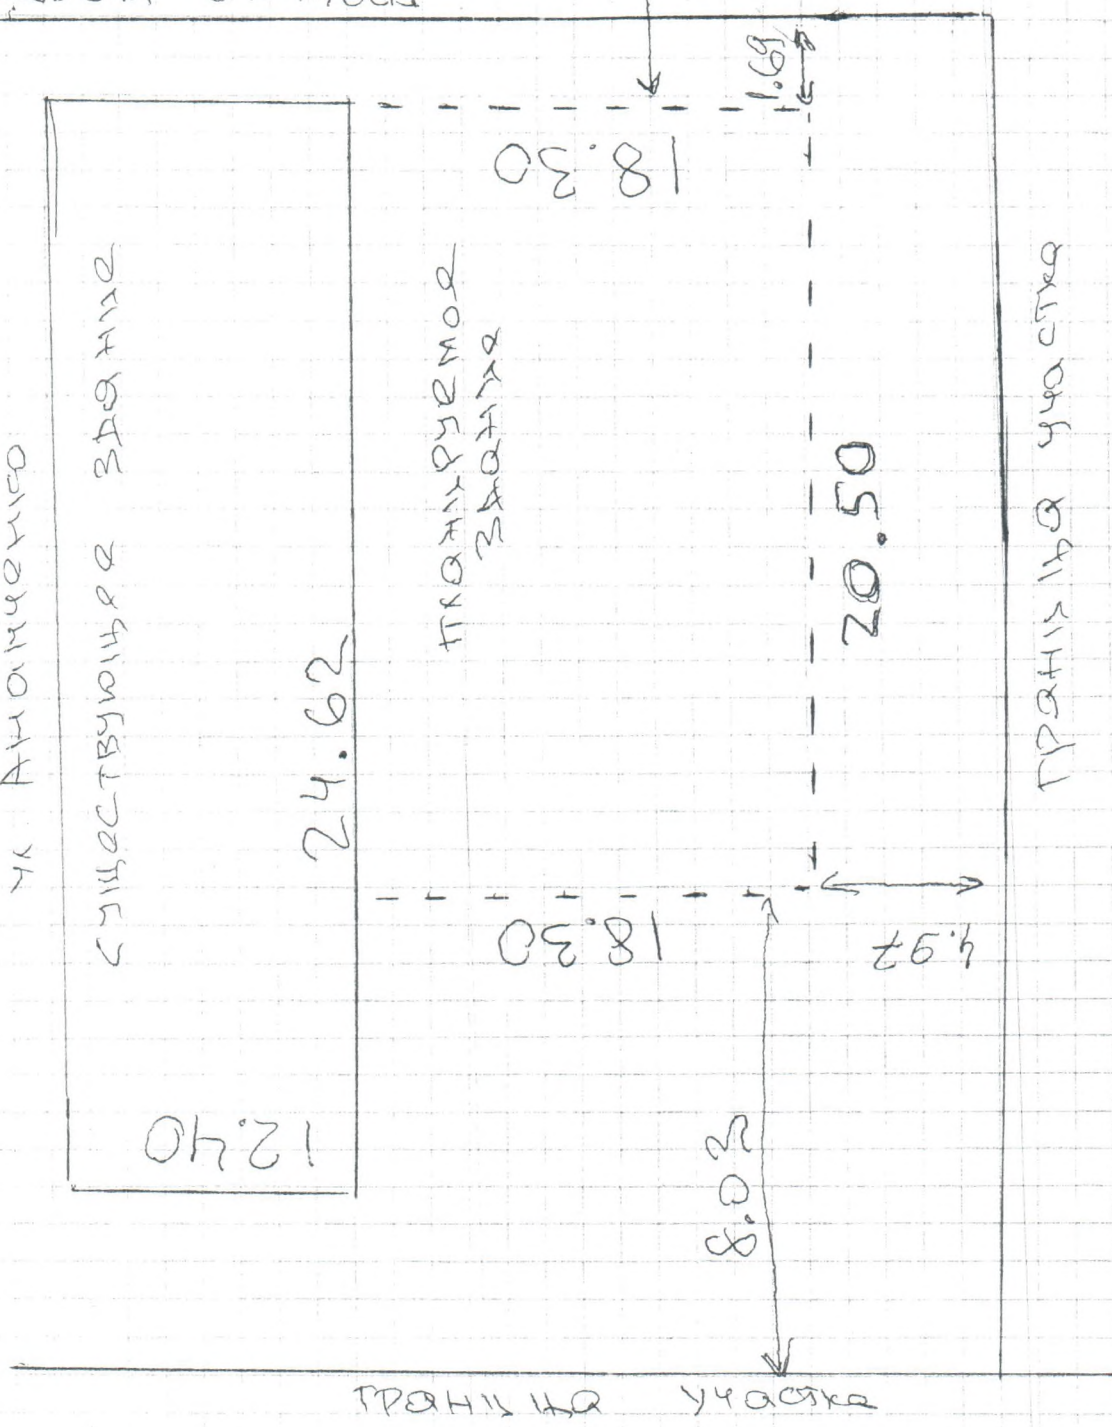 1.69
18.30
улАниченко
существующее здание
24.62
12.40
планируемое
здание
20.50
граница участка
18.30
4.97
8.03
граница участка